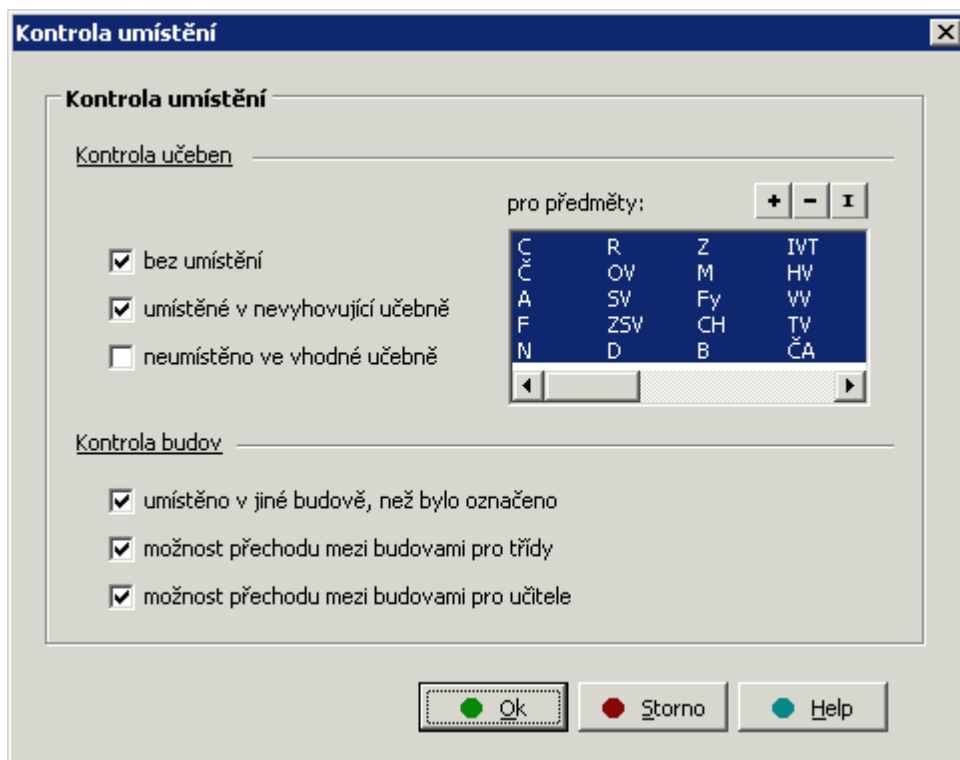 Kontrola umístění
Kontrola umístění
Kontrola učeben
pro předměty:
+ - I
bez umístění
umístěné v nevyhovující učebně
neumístěno ve vhodné učebně
Ç R Z IVT
Č OV M HV
A SV Fy VV
F ZSV CH TV
N D B ČA
Kontrola budov
umístěno v jiné budově, než bylo označeno
možnost přechodu mezi budovami pro třídy
možnost přechodu mezi budovami pro učitele
Ok Storno Help